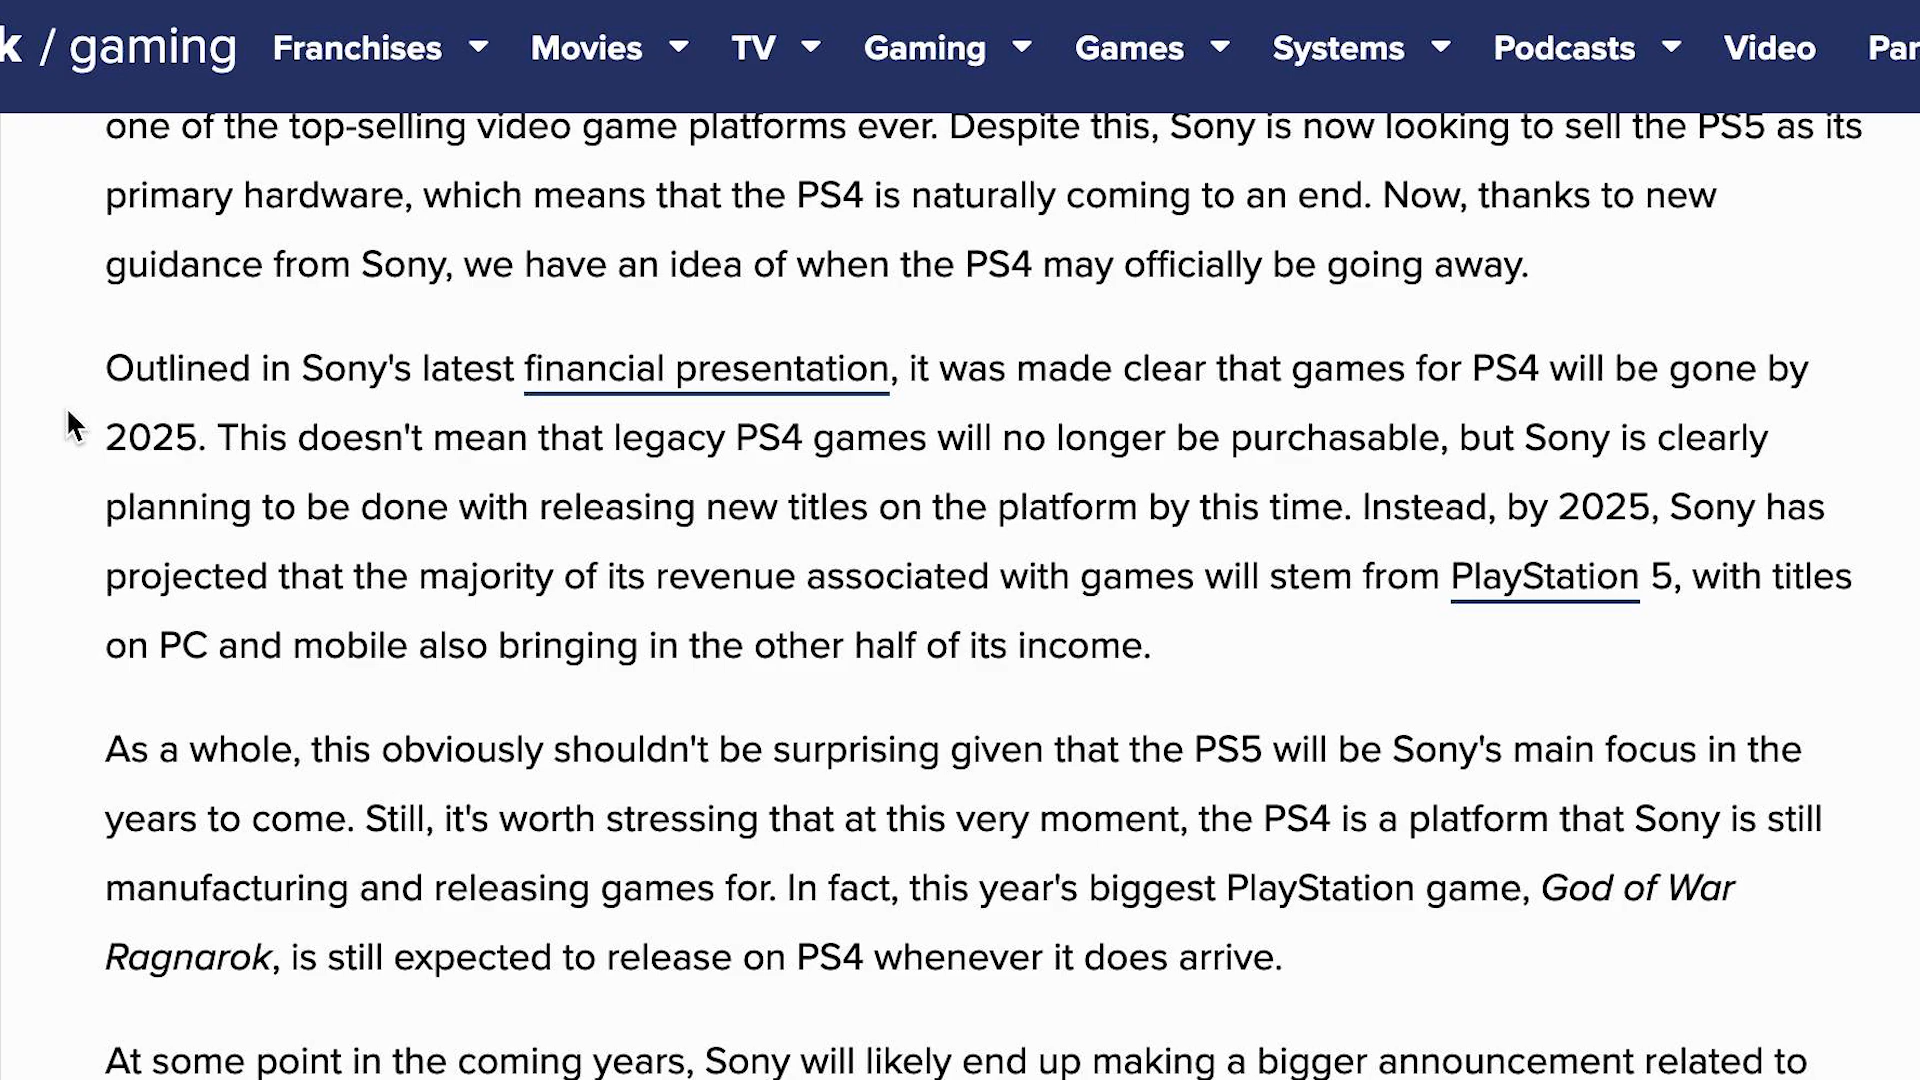 k / gaming Franchises Movies TV Gaming Games Systems Podcasts Video Par
one of the top-selling video game platforms ever. Despite this, Sony is now looking to sell the PS5 as its
primary hardware, which means that the PS4 is naturally coming to an end. Now, thanks to new
guidance from Sony, we have an idea of when the PS4 may officially be going away.
Outlined in Sony's latest financial presentation, it was made clear that games for PS4 will be gone by
2025. This doesn't mean that legacy PS4 games will no longer be purchasable, but Sony is clearly
planning to be done with releasing new titles on the platform by this time. Instead, by 2025, Sony has
projected that the majority of its revenue associated with games will stem from PlayStation 5, with titles
on PC and mobile also bringing in the other half of its income.
As a whole, this obviously shouldn't be surprising given that the PS5 will be Sony's main focus in the
years to come. Still, it's worth stressing that at this very moment, the PS4 is a platform that Sony is still
manufacturing and releasing games for. In fact, this year's biggest PlayStation game, God of War
Ragnarok, is still expected to release on PS4 whenever it does arrive.
At some point in the coming years, Sony will likely end up making a bigger announcement related to